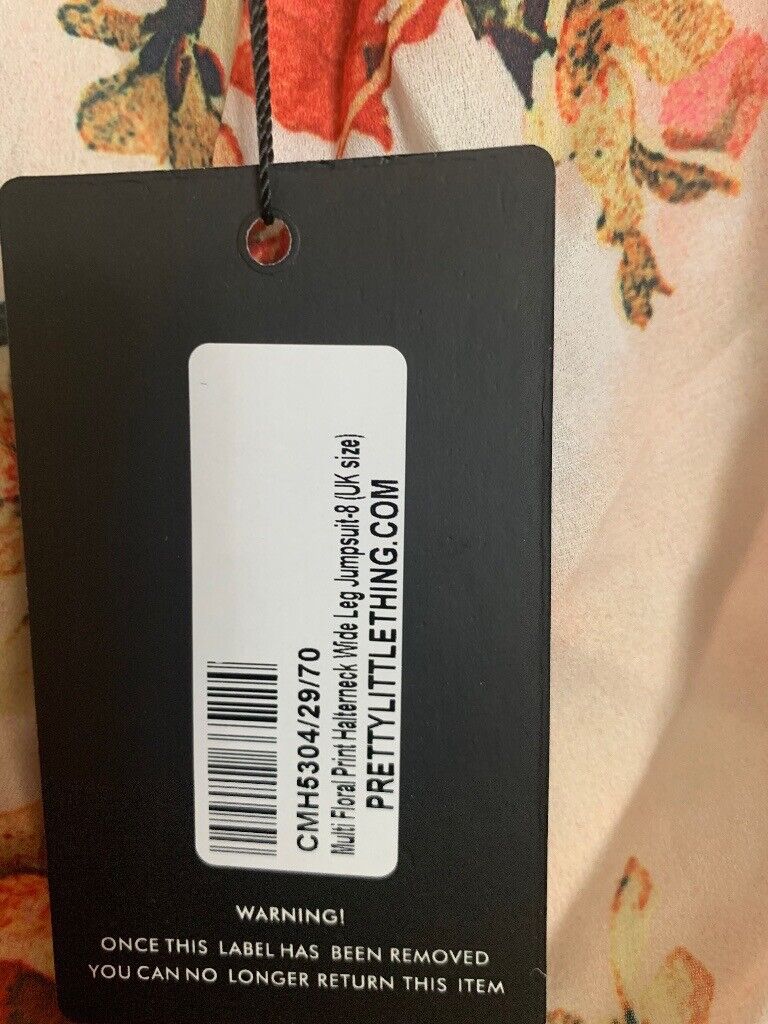 CMH5304/29/70
Multi Floral Print Halterneck Wide Leg Jumpsuit-8 (UK size)
PRETTYLITTLETHING.COM
WARNING!
ONCE THIS LABEL HAS BEEN REMOVED
YOU CAN NO LONGER RETURN THIS ITEM